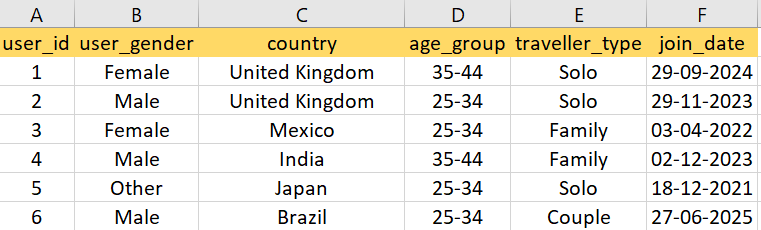 A B C D E F
user_id user_gender country age_group traveller_type join_date
1 Female United Kingdom 35-44 Solo 29-09-2024
2 Male United Kingdom 25-34 Solo 29-11-2023
3 Female Mexico 25-34 Family 03-04-2022
4 Male India 35-44 Family 02-12-2023
5 Other Japan 25-34 Solo 18-12-2021
6 Male Brazil 25-34 Couple 27-06-2025